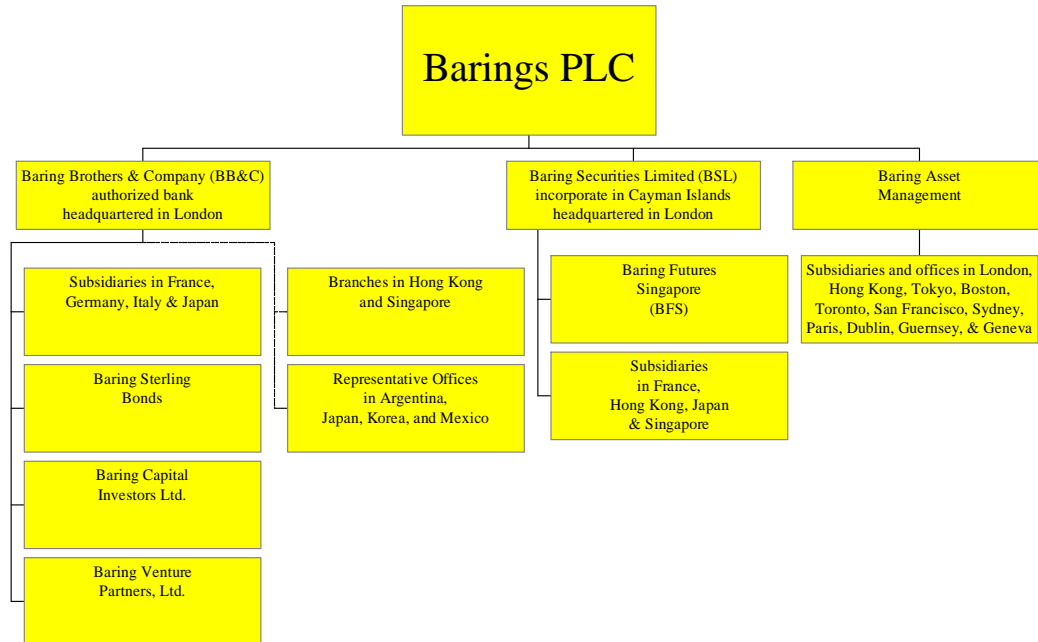 Barings PLC
Baring Brothers & Company (BB&C)
authorized bank
headquartered in London
Baring Securities Limited (BSL)
incorporate in Cayman Islands
headquartered in London
Baring Asset
Management
Subsidiaries in France,
Germany, Italy & Japan
Branches in Hong Kong
and Singapore
Baring Futures
Singapore
(BFS)
Subsidiaries and offices in London,
Hong Kong, Tokyo, Boston,
Toronto, San Francisco, Sydney,
Paris, Dublin, Guernsey, & Geneva
Baring Sterling
Bonds
Representative Offices
in Argentina,
Japan, Korea, and Mexico
Subsidiaries
in France,
Hong Kong, Japan
& Singapore
Baring Capital
Investors Ltd.
Baring Venture
Partners, Ltd.